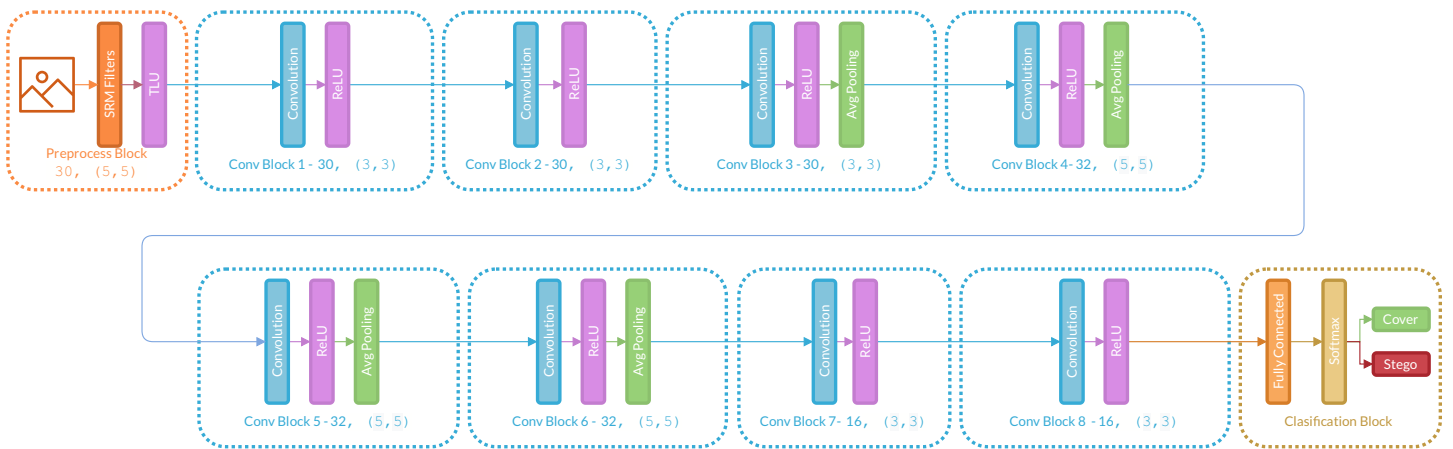 SRM Filters
TLU
Preprocess Block
30, (5,5)
Convolution
ReLU
Conv Block 1 - 30, (3,3)
Convolution
ReLU
Conv Block 2 - 30, (3,3)
Convolution
ReLU
Avg Pooling
Conv Block 3 - 30, (3,3)
Convolution
ReLU
Avg Pooling
Conv Block 4- 32, (5,5)
Convolution
ReLU
Avg Pooling
Conv Block 5 - 32, (5,5)
Convolution
ReLU
Avg Pooling
Conv Block 6 - 32, (5,5)
Convolution
ReLU
Conv Block 7- 16, (3,3)
Convolution
ReLU
Conv Block 8 - 16, (3,3)
Fully Connected
Softmax
Cover
Stego
Clasification Block